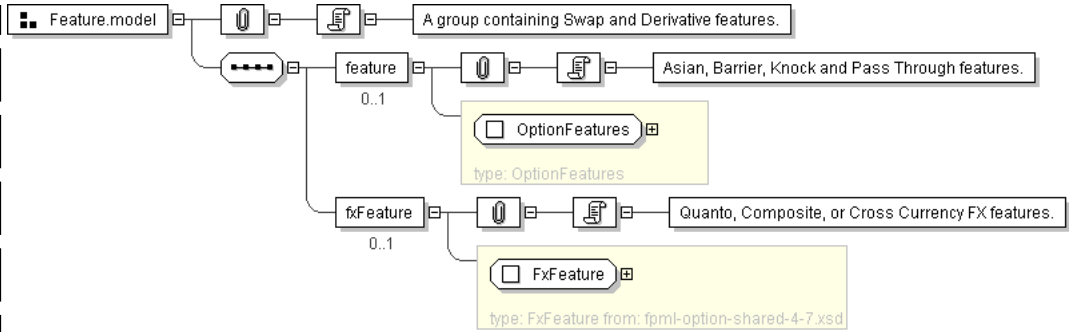 Feature.model
A group containing Swap and Derivative features.
feature
Asian, Barrier, Knock and Pass Through features.
0..1
OptionFeatures
type: OptionFeatures
fxFeature
Quanto, Composite, or Cross Currency FX features.
0..1
FxFeature
type: FxFeature from: fpml-option-shared-4-7.xsd